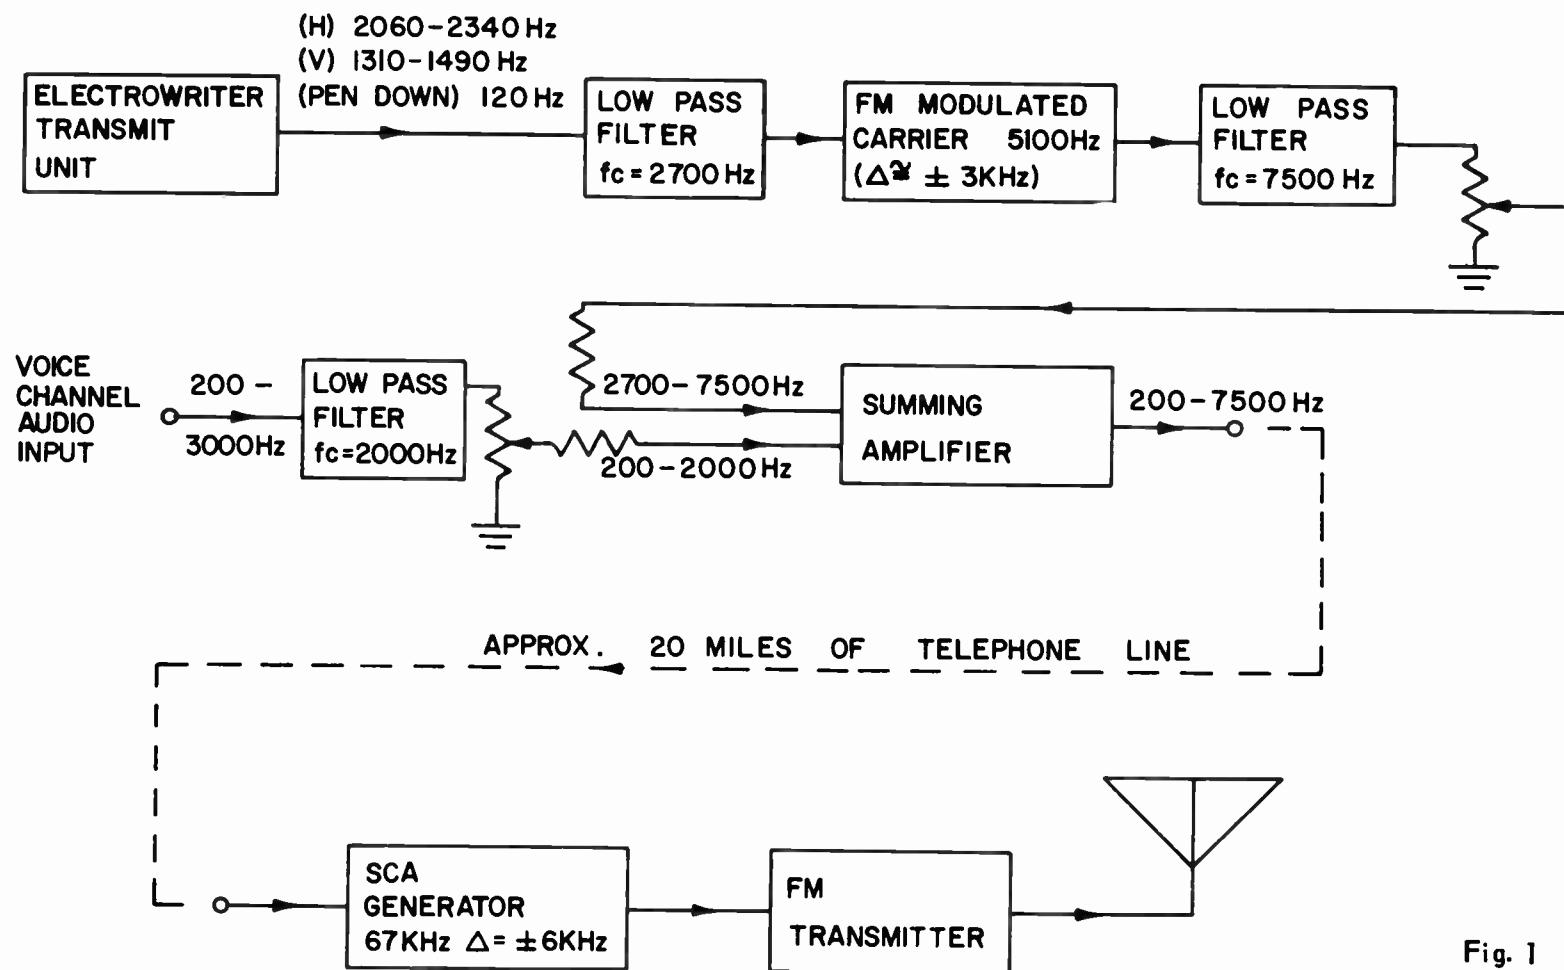 (H) 2060-2340 Hz
(V) 1310-1490 Hz
(PEN DOWN) 120 Hz
ELECTROWRITER
TRANSMIT
UNIT
LOW PASS
FILTER
fc = 2700 Hz
FM MODULATED
CARRIER 5100Hz
(Δ ≅ ± 3KHz)
LOW PASS
FILTER
fc = 7500 Hz
VOICE
CHANNEL
AUDIO
INPUT
200 -
3000Hz
LOW PASS
FILTER
fc=2000Hz
2700-7500Hz
200-2000Hz
SUMMING
AMPLIFIER
200-7500 Hz
APPROX. 20 MILES OF TELEPHONE LINE
SCA
GENERATOR
67KHz Δ= ±6KHz
FM
TRANSMITTER
Fig. 1